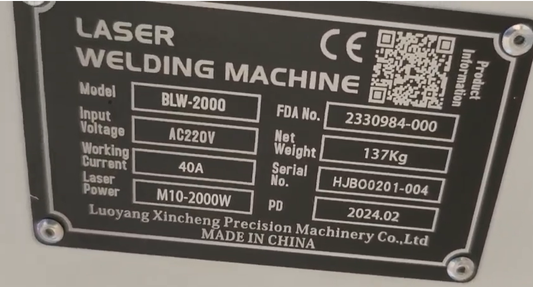 LASER
WELDING MACHINE
CE
Product
Information
Model BLW-2000
FDA No. 2330984-000
Input
Voltage AC220V
Net
Weight 137Kg
Working
Current 40A
Serial
No. HJBO0201-004
Laser
Power M10-2000W
PD 2024.02
Luoyang Xincheng Precision Machinery Co.,Ltd
MADE IN CHINA